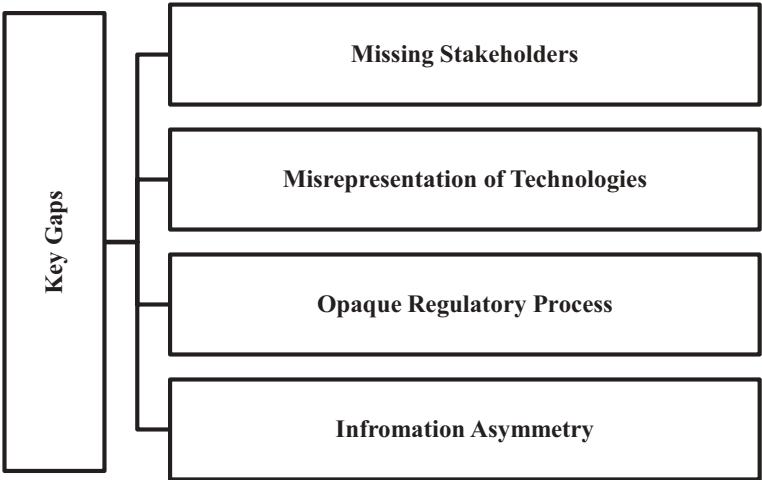 Key Gaps
Missing Stakeholders
Misrepresentation of Technologies
Opaque Regulatory Process
Infromation Asymmetry